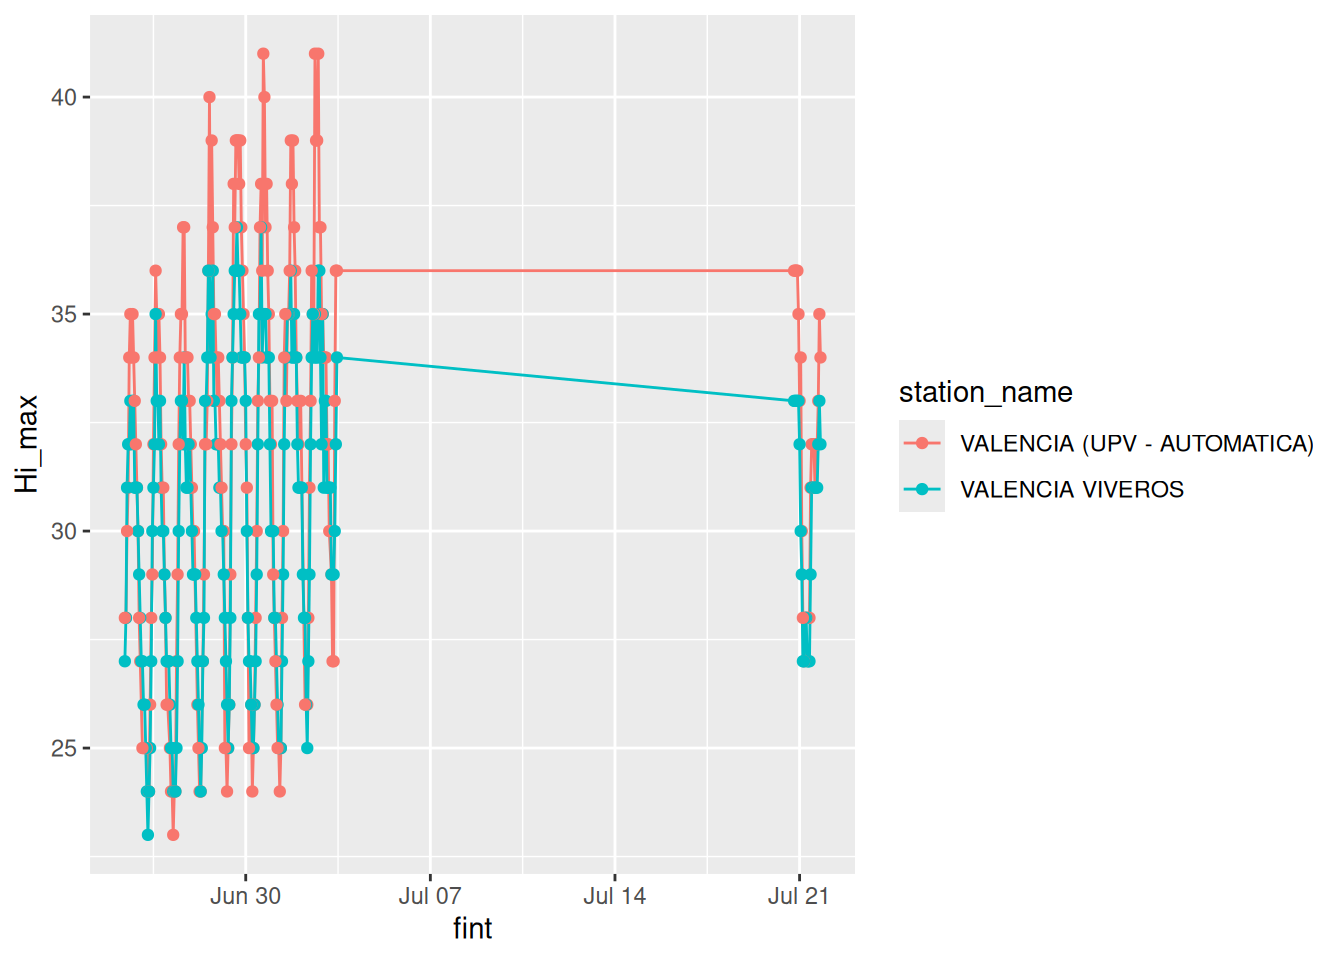 40
35
30
25
Hi_max
Jun 30
Jul 07
Jul 14
Jul 21
fint
station_name
VALENCIA (UPV - AUTOMATICA)
VALENCIA VIVEROS